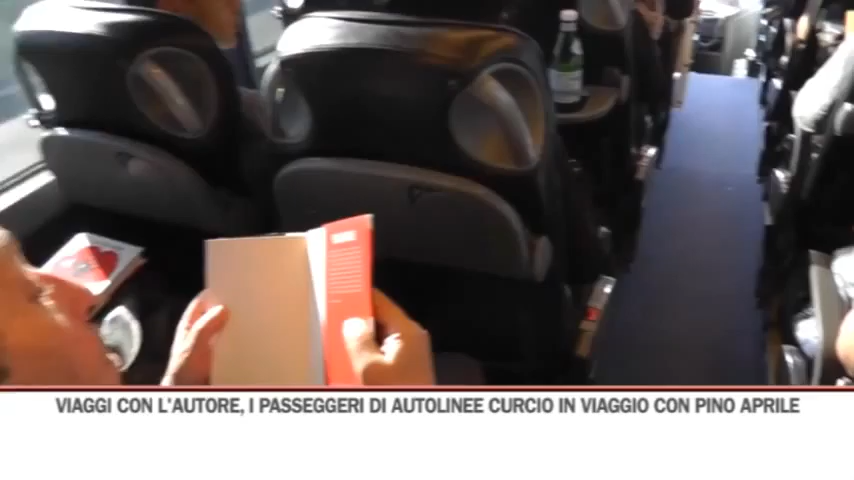 VIAGGI CON L'AUTORE, I PASSEGGERI DI AUTOLINEE CURCIO IN VIAGGIO CON PINO APRILE